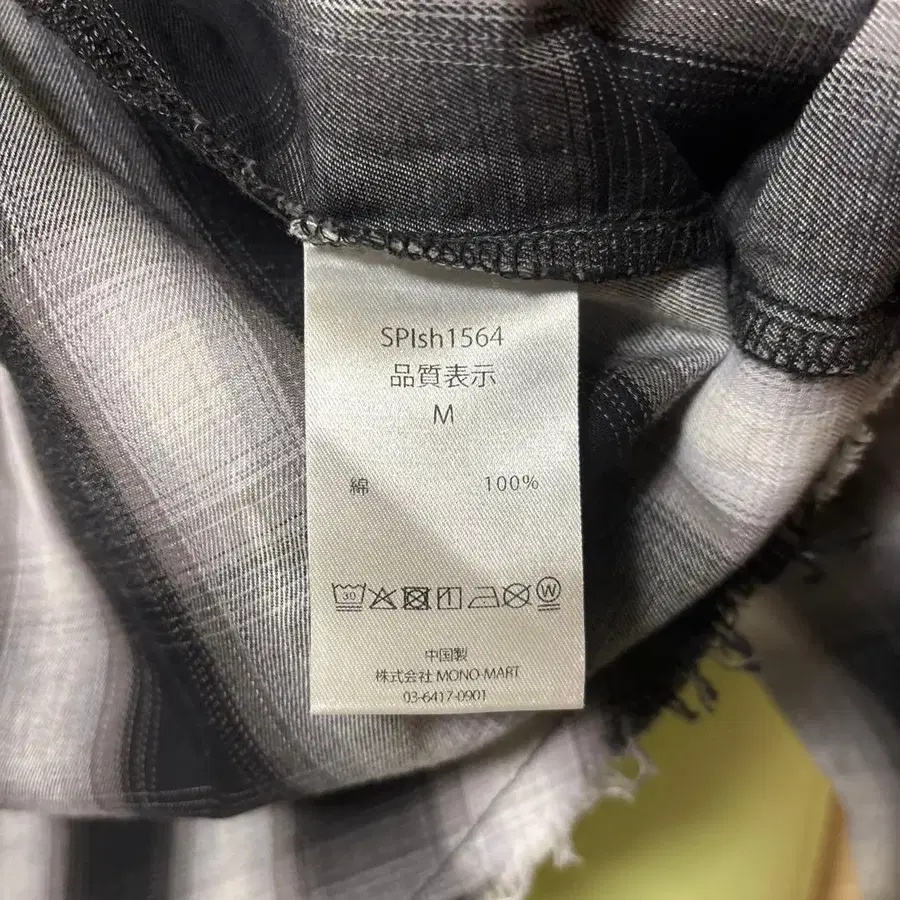 SPIsh1564
品質表示
M
綿 100%
30 W
中国製
株式会社 MONO-MART
03-6417-0901